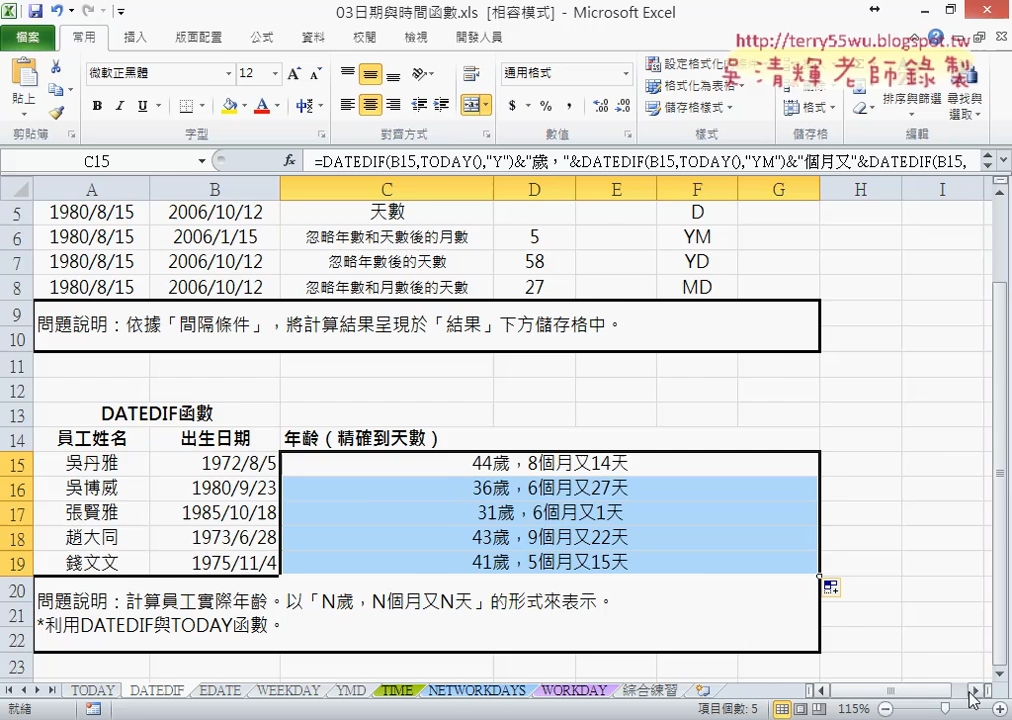 03日期與時間函數.xls [相容模式] - Microsoft Excel
檔案 常用 插入 版面配置 公式 資料 校閱 檢視 開發人員
http://terry55wu.blogspot.tw
吳清輝老師錄製
貼上 微軟正黑體 12 通用格式 設定格式化 格式化為表格 儲存格樣式 格式 排序與篩選 尋找與選取
剪貼簿 字型 對齊方式 數值 樣式 儲存格 編輯
C15 fx =DATEDIF(B15,TODAY(),"Y")&"歲，"&DATEDIF(B15,TODAY(),"YM")&"個月又"&DATEDIF(B15,
A B C D E F G H I
5 1980/8/15 2006/10/12 天數 D
6 1980/8/15 2006/1/15 忽略年數和天數後的月數 5 YM
7 1980/8/15 2006/10/12 忽略年數後的天數 58 YD
8 1980/8/15 2006/10/12 忽略年數和月數後的天數 27 MD
9 問題說明：依據「間隔條件」，將計算結果呈現於「結果」下方儲存格中。
10
11
12
13 DATEDIF函數
14 員工姓名 出生日期 年齡（精確到天數）
15 吳丹雅 1972/8/5 44歲，8個月又14天
16 吳博威 1980/9/23 36歲，6個月又27天
17 張賢雅 1985/10/18 31歲，6個月又1天
18 趙大同 1973/6/28 43歲，9個月又22天
19 錢文文 1975/11/4 41歲，5個月又15天
20 問題說明：計算員工實際年齡。以「N歲，N個月又N天」的形式來表示。
21 *利用DATEDIF與TODAY函數。
22
23
TODAY DATEDIF EDATE WEEKDAY YMD TIME NETWORKDAYS WORKDAY 綜合練習
就緒 項目個數: 5 115%